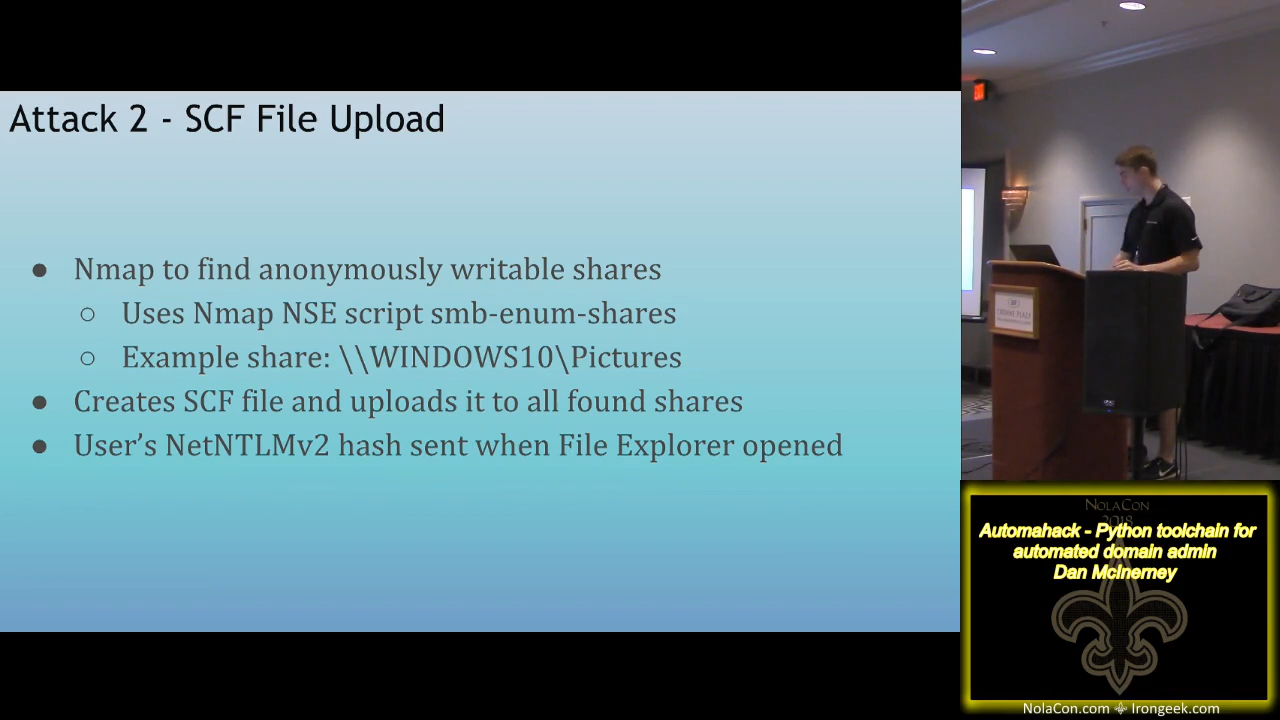 Attack 2 - SCF File Upload
● Nmap to find anonymously writable shares
○ Uses Nmap NSE script smb-enum-shares
○ Example share: \\WINDOWS10\Pictures
● Creates SCF file and uploads it to all found shares
● User’s NetNTLMv2 hash sent when File Explorer opened
NolaCon
2018
Automahack - Python toolchain for
automated domain admin
Dan McInerney
NolaCon.com ⚜ Irongeek.com